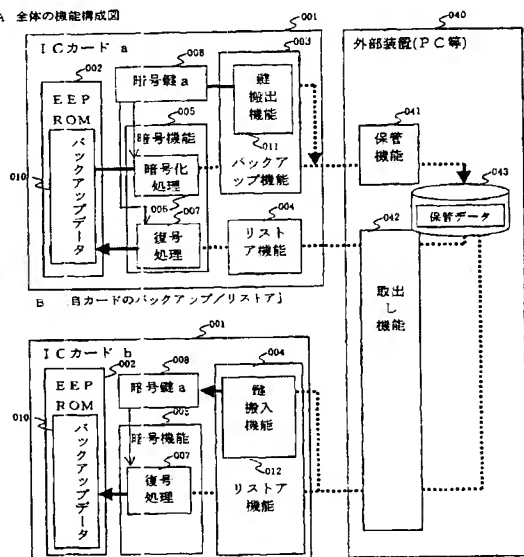 A 全体の機能構成図
001
040
ICカード a
外部装置(PC等)
002
008
003
暗号鍵a
EEP
ROM
鍵
搬出機能
041
005
保管
機能
暗号機能
011
043
010
バックアップデータ
暗号化
処理
バックアップ機能
006
007
004
042
保管データ
復号
処理
リスト
ア機能
取出
し機能
B 自カードのバックアップ/リストア
001
ICカード b
002
008
004
暗号鍵a
EEP
ROM
鍵
搬入
機能
005
010
暗号機能
バックアップデータ
007
012
復号
処理
リストア機能